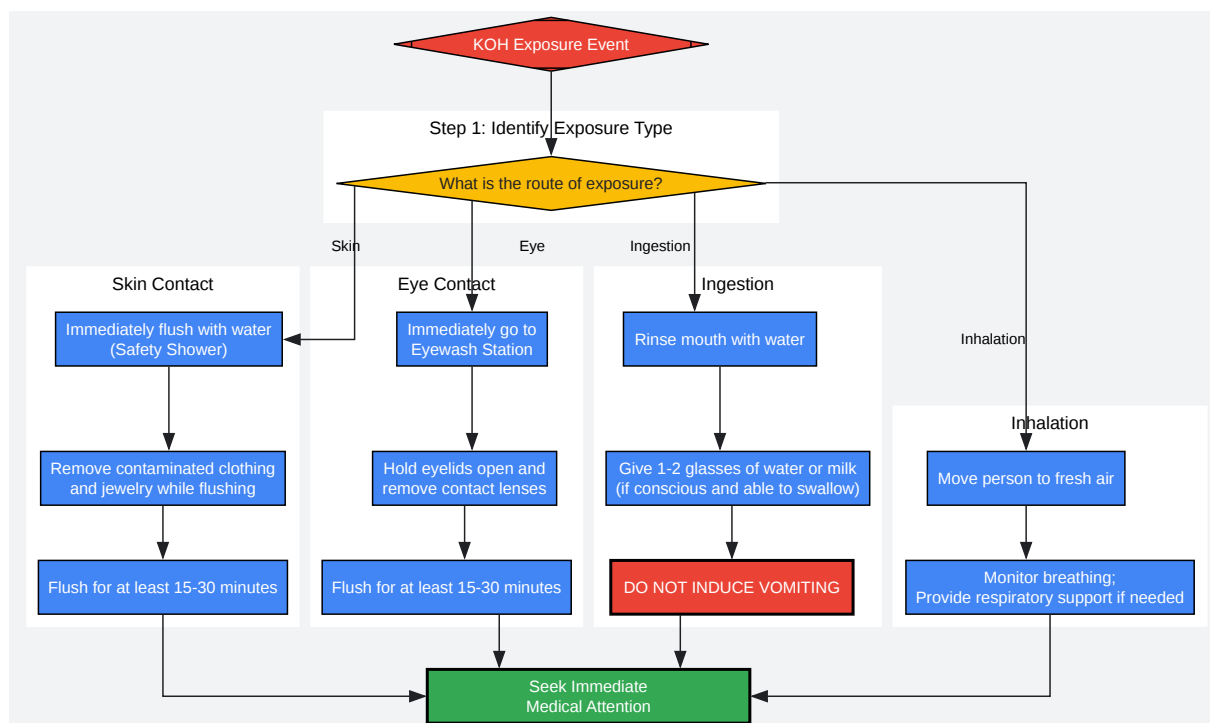 KOH Exposure Event
Step 1: Identify Exposure Type
What is the route of exposure?
Skin
Eye
Ingestion
Inhalation
Skin Contact
Immediately flush with water
(Safety Shower)
Remove contaminated clothing
and jewelry while flushing
Flush for at least 15-30 minutes
Eye Contact
Immediately go to
Eyewash Station
Hold eyelids open and
remove contact lenses
Flush for at least 15-30 minutes
Ingestion
Rinse mouth with water
Give 1-2 glasses of water or milk
(if conscious and able to swallow)
DO NOT INDUCE VOMITING
Inhalation
Move person to fresh air
Monitor breathing;
Provide respiratory support if needed
Seek Immediate
Medical Attention